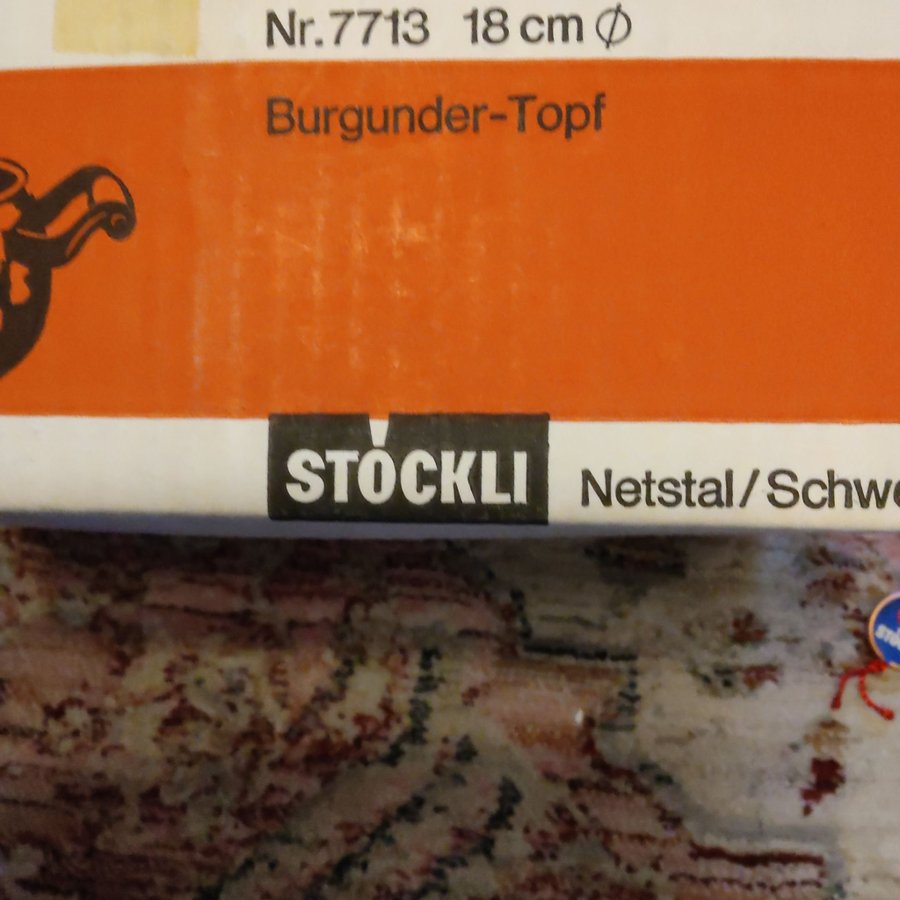 Nr. 7713 18 cm Ø
Burgunder-Topf
STÖCKLI
Netstal/Schwe